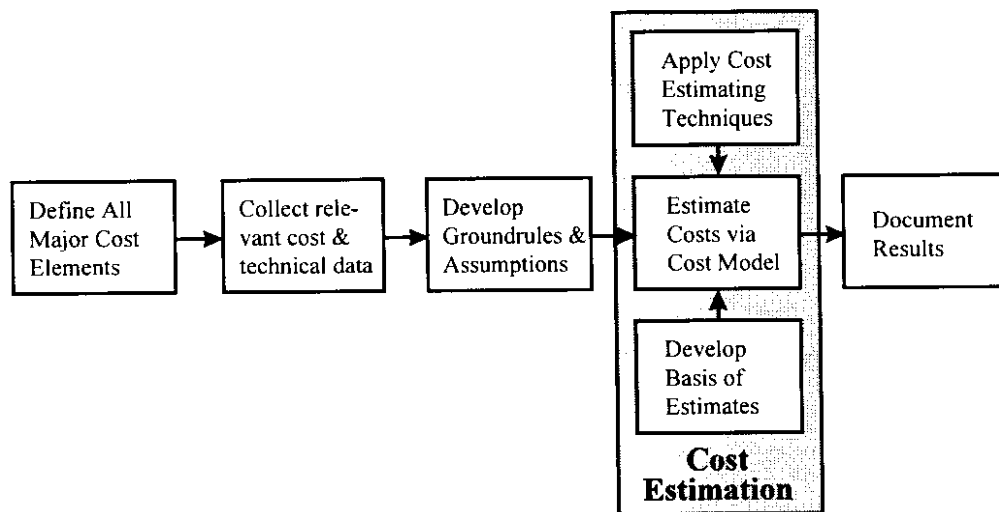 Define All
Major Cost
Elements
Collect rele-
vant cost &
technical data
Develop
Groundrules &
Assumptions
Apply Cost
Estimating
Techniques
Estimate
Costs via
Cost Model
Develop
Basis of
Estimates
Cost
Estimation
Document
Results